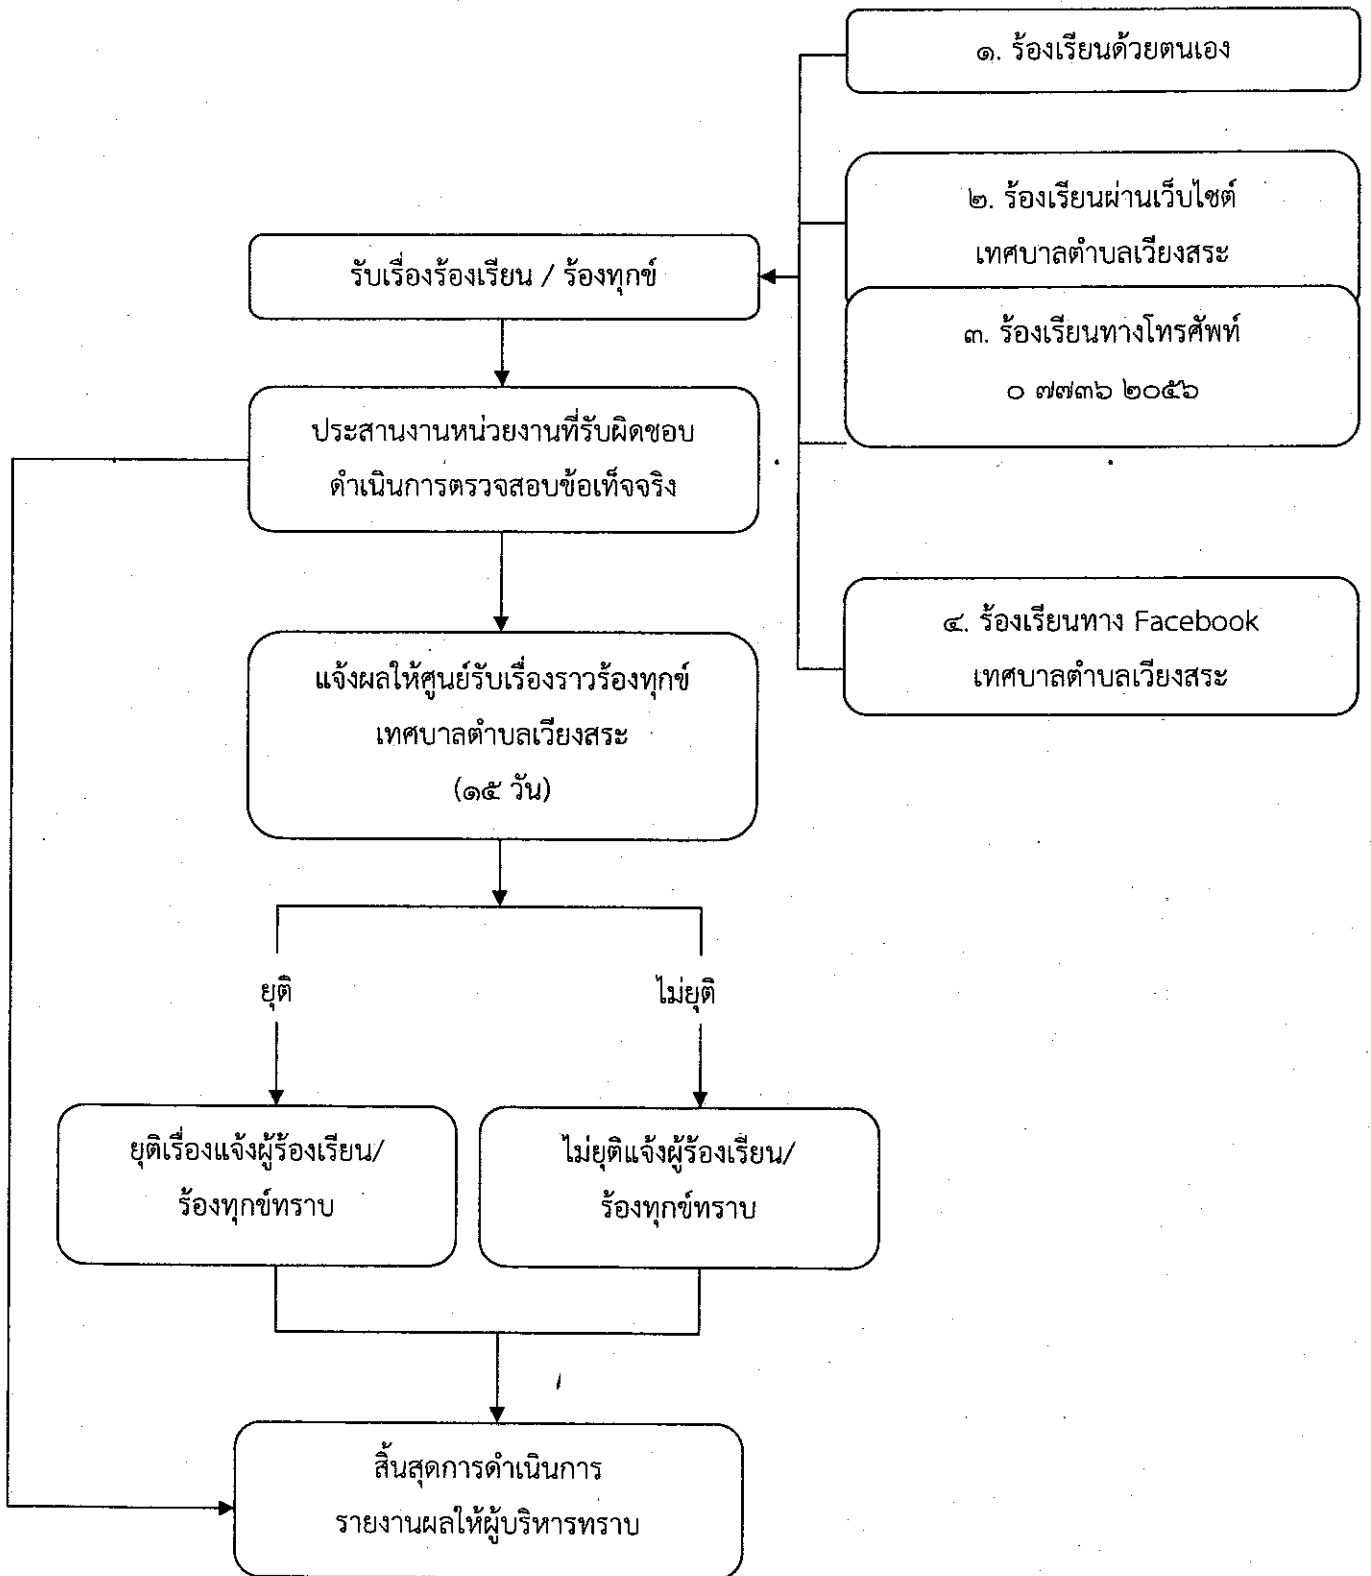 ๑. ร้องเรียนด้วยตนเอง
๒. ร้องเรียนผ่านเว็บไซต์
เทศบาลตำบลเวียงสระ
รับเรื่องร้องเรียน / ร้องทุกข์
๓. ร้องเรียนทางโทรศัพท์
๐ ๗๗๓๖ ๒๐๕๖
ประสานงานหน่วยงานที่รับผิดชอบ
ดำเนินการตรวจสอบข้อเท็จจริง
๔. ร้องเรียนทาง Facebook
เทศบาลตำบลเวียงสระ
แจ้งผลให้ศูนย์รับเรื่องราวร้องทุกข์
เทศบาลตำบลเวียงสระ
(๑๕ วัน)
ยุติ
ไม่ยุติ
ยุติเรื่องแจ้งผู้ร้องเรียน/
ร้องทุกข์ทราบ
ไม่ยุติแจ้งผู้ร้องเรียน/
ร้องทุกข์ทราบ
สิ้นสุดการดำเนินการ
รายงานผลให้ผู้บริหารทราบ